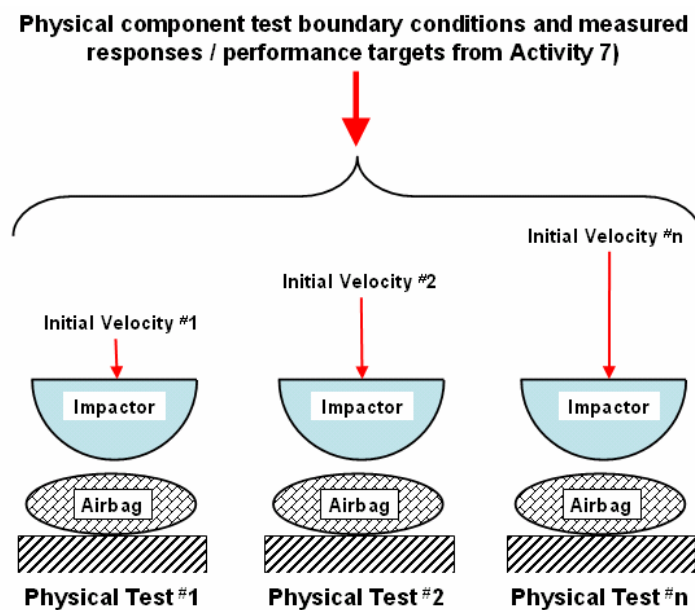 Physical component test boundary conditions and measured
responses / performance targets from Activity 7)
Initial Velocity #n
Initial Velocity #2
Initial Velocity #1
Impactor
Impactor
Impactor
Airbag
Airbag
Airbag
Physical Test #1
Physical Test #2
Physical Test #n